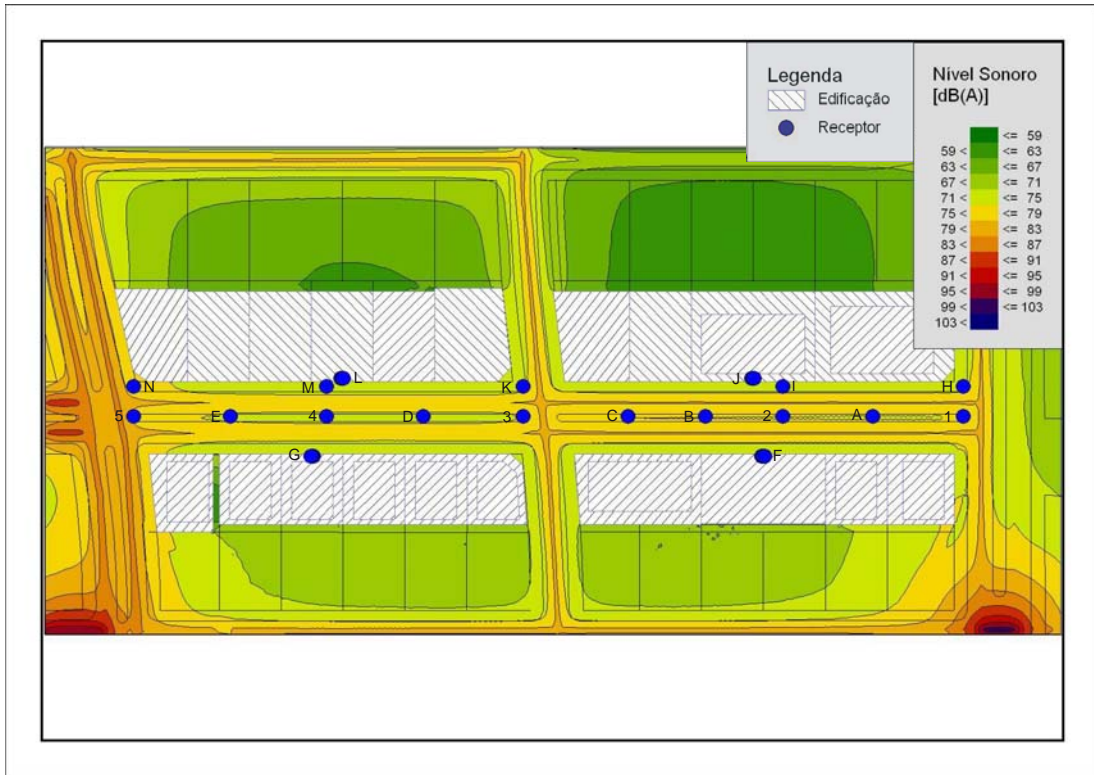 Legenda
Edificação
Receptor
Nível Sonoro
[dB(A)]
<= 59
59 < <= 63
63 < <= 67
67 < <= 71
71 < <= 75
75 < <= 79
79 < <= 83
83 < <= 87
87 < <= 91
91 < <= 95
95 < <= 99
99 < <= 103
103 <
N M L K J I H
5 E 4 D 3 C B 2 A 1
G F